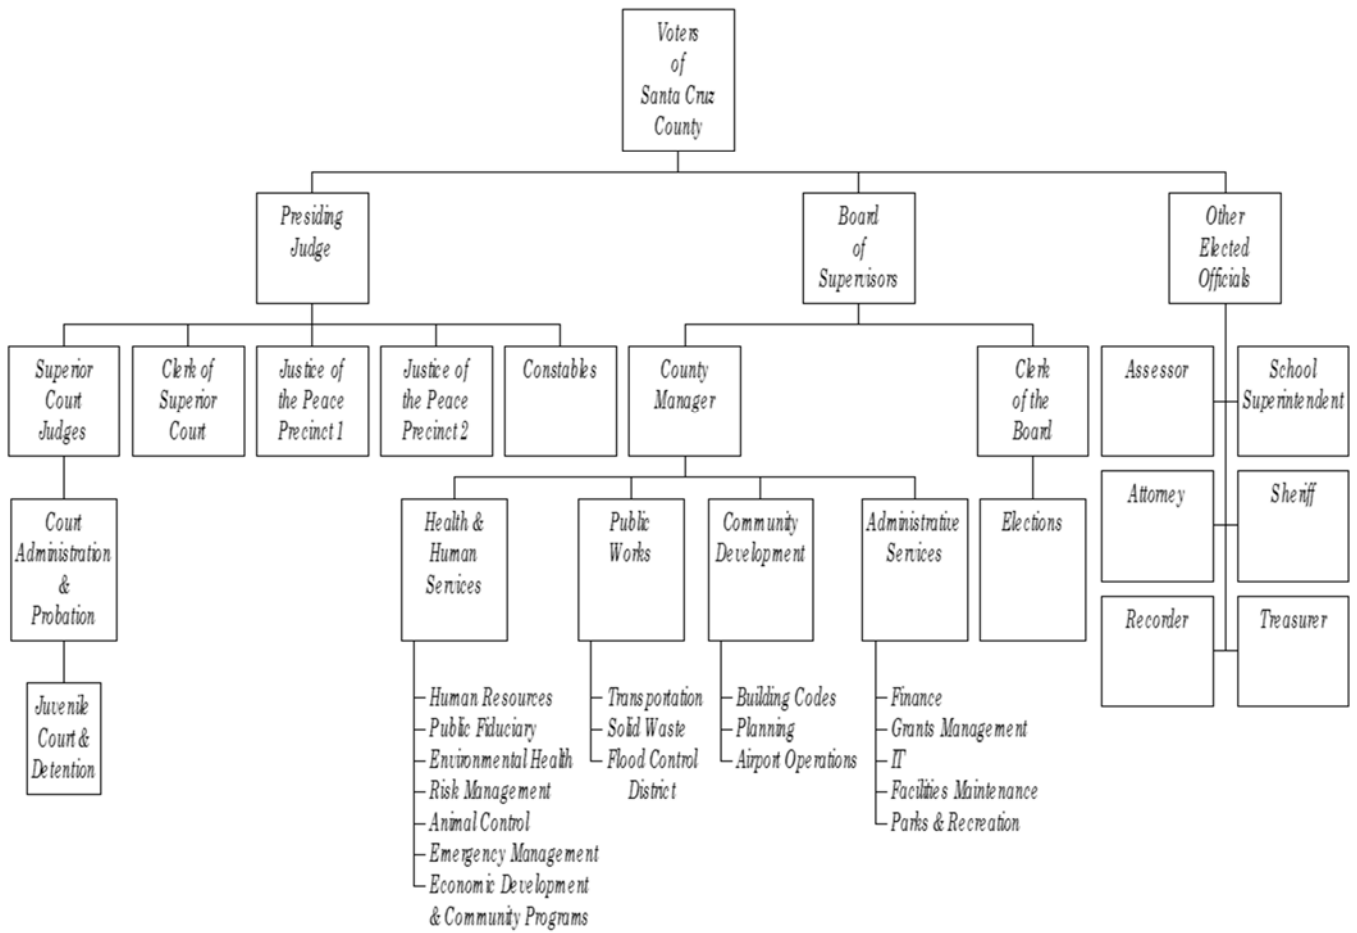 Voters
of
Santa Cruz
County
Presiding
Judge
Board
of
Supervisors
Other
Elected
Officials
Superior
Court
Judges
Clerk of
Superior
Court
Justice of
the Peace
Precinct 1
Justice of
the Peace
Precinct 2
Constables
County
Manager
Clerk
of the
Board
Assessor
School
Superintendent
Attorney
Sheriff
Recorder
Treasurer
Court
Administration
&
Probation
Juvenile
Court &
Detention
Health &
Human
Services
Public
Works
Community
Development
Administrative
Services
Elections
Human Resources
Public Fiduciary
Environmental Health
Risk Management
Animal Control
Emergency Management
Economic Development
& Community Programs
Transportation
Solid Waste
Flood Control
District
Building Codes
Planning
Airport Operations
Finance
Grants Management
IT
Facilities Maintenance
Parks & Recreation